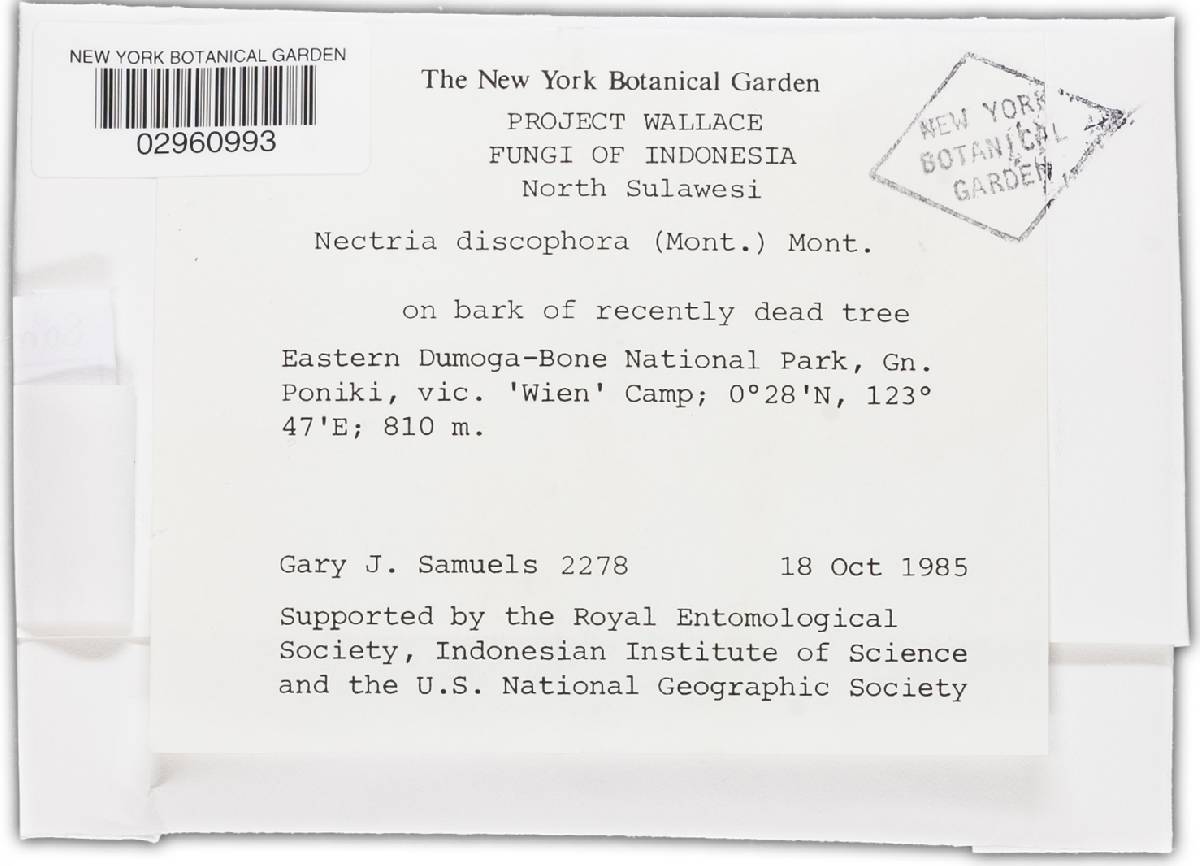 NEW YORK BOTANICAL GARDEN
02960993
The New York Botanical Garden
PROJECT WALLACE
FUNGI OF INDONESIA
North Sulawesi
NEW YORK
BOTANICAL
GARDEN
Nectria discophora (Mont.) Mont.
on bark of recently dead tree
Eastern Dumoga-Bone National Park, Gn.
Poniki, vic. 'Wien' Camp; 0°28'N, 123°
47'E; 810 m.
Gary J. Samuels 2278 18 Oct 1985
Supported by the Royal Entomological
Society, Indonesian Institute of Science
and the U.S. National Geographic Society